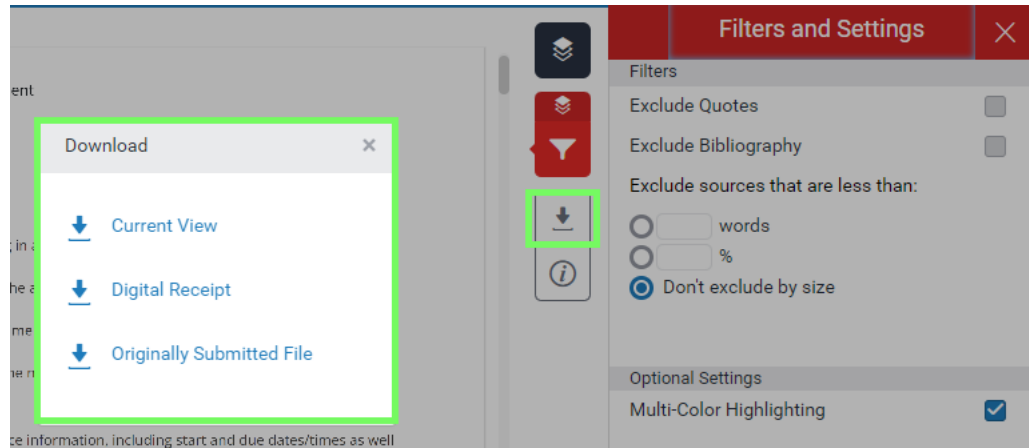 Filters and Settings
Filters
ent
Exclude Quotes
Download
Exclude Bibliography
Exclude sources that are less than:
Current View
words
in a
%
Digital Receipt
Don't exclude by size
me
Originally Submitted File
Optional Settings
Multi-Color Highlighting
ce information, including start and due dates/times as well